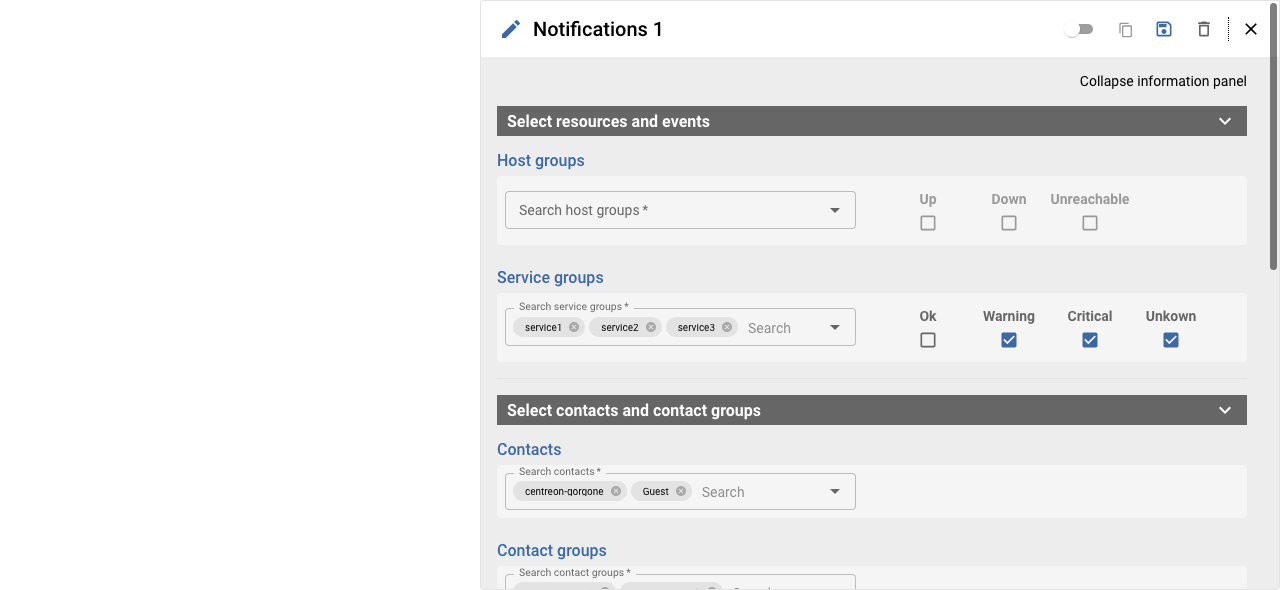 Notifications 1
Collapse information panel
Select resources and events
Host groups
Search host groups *
Up Down Unreachable
Service groups
Search service groups *
service1 service2 service3 Search
Ok Warning Critical Unkown
Select contacts and contact groups
Contacts
Search contacts *
centreon-gorgone Guest Search
Contact groups
Search contact groups *